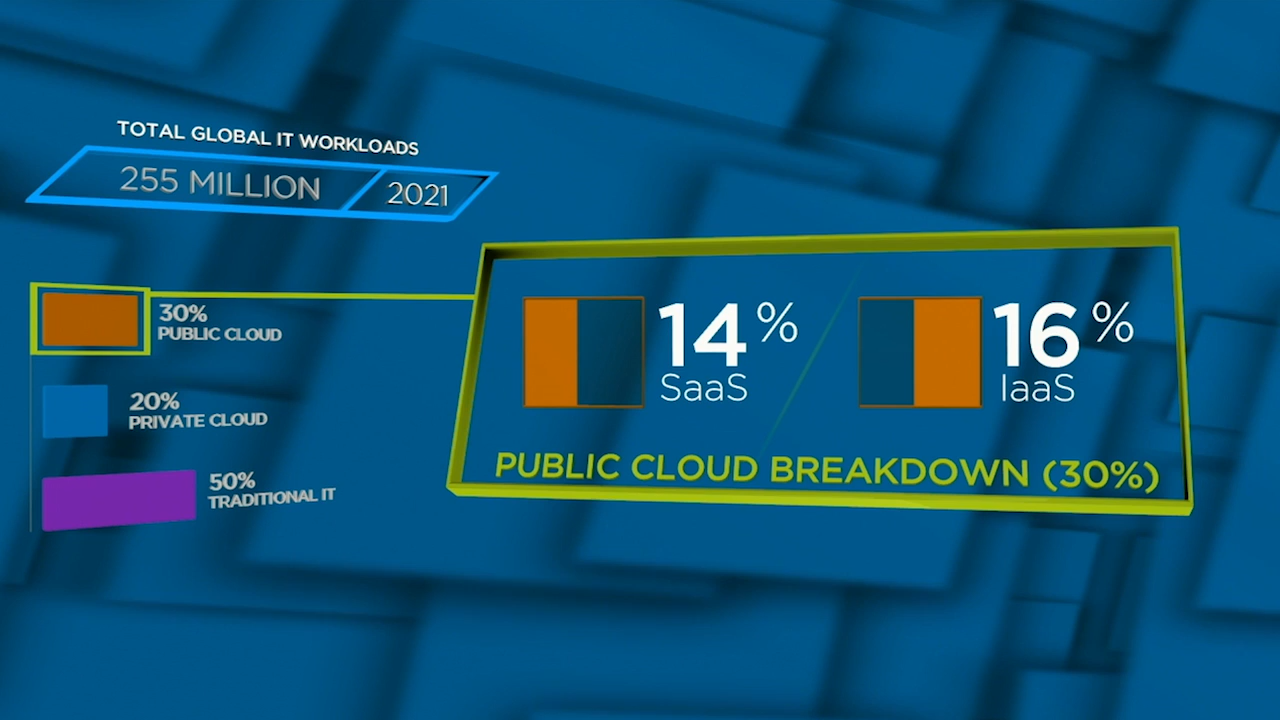 TOTAL GLOBAL IT WORKLOADS
255 MILLION 2021
30%
PUBLIC CLOUD
20%
PRIVATE CLOUD
50%
TRADITIONAL IT
14%
SaaS
16%
IaaS
PUBLIC CLOUD BREAKDOWN (30%)